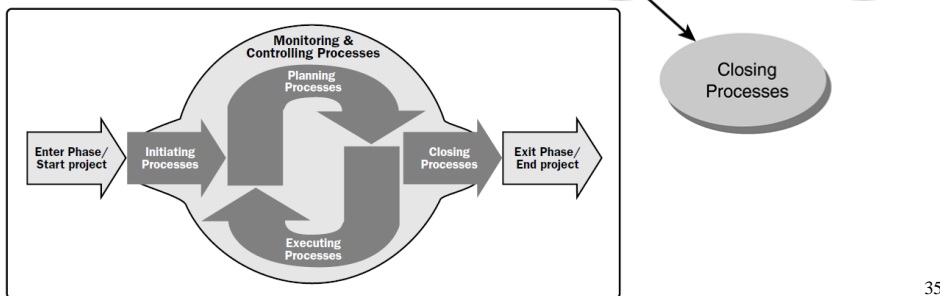 Monitoring &
Controlling Processes
Planning
Processes
Enter Phase/
Start project
Initiating
Processes
Closing
Processes
Exit Phase/
End project
Executing
Processes
Closing
Processes
35